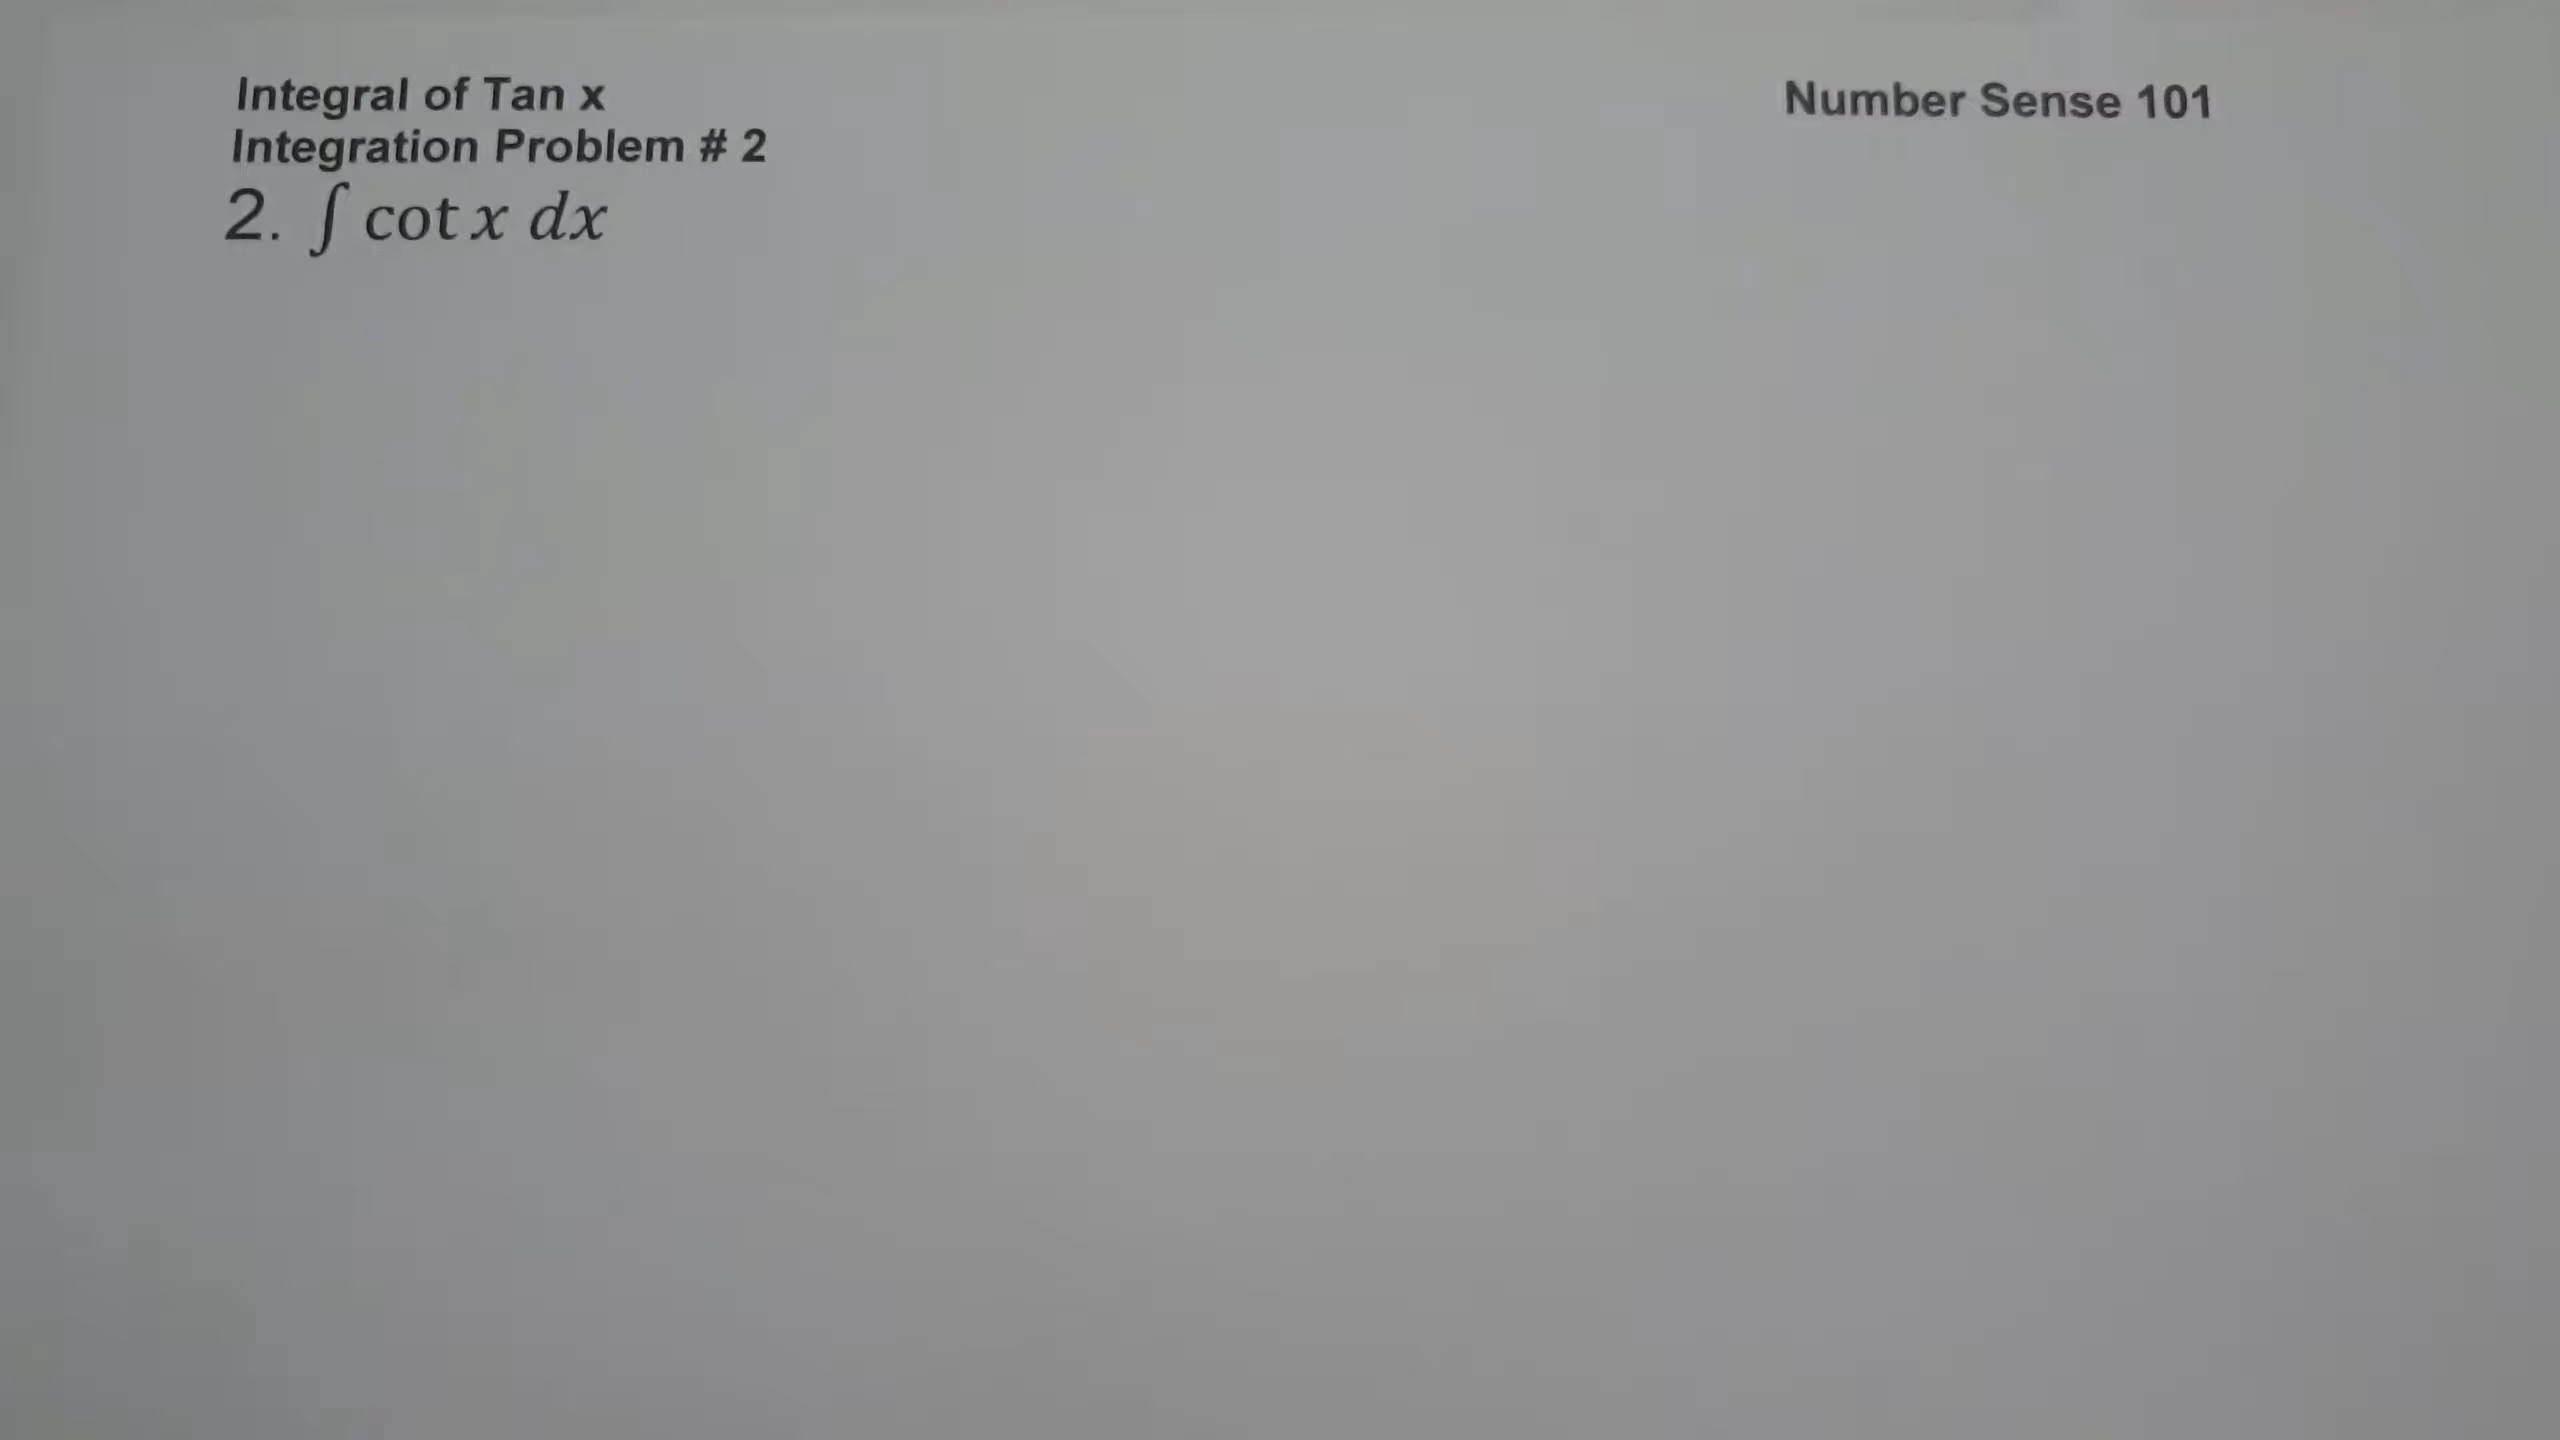 Integral of Tan x
Number Sense 101
Integration Problem # 2
2. ∫ cot x dx